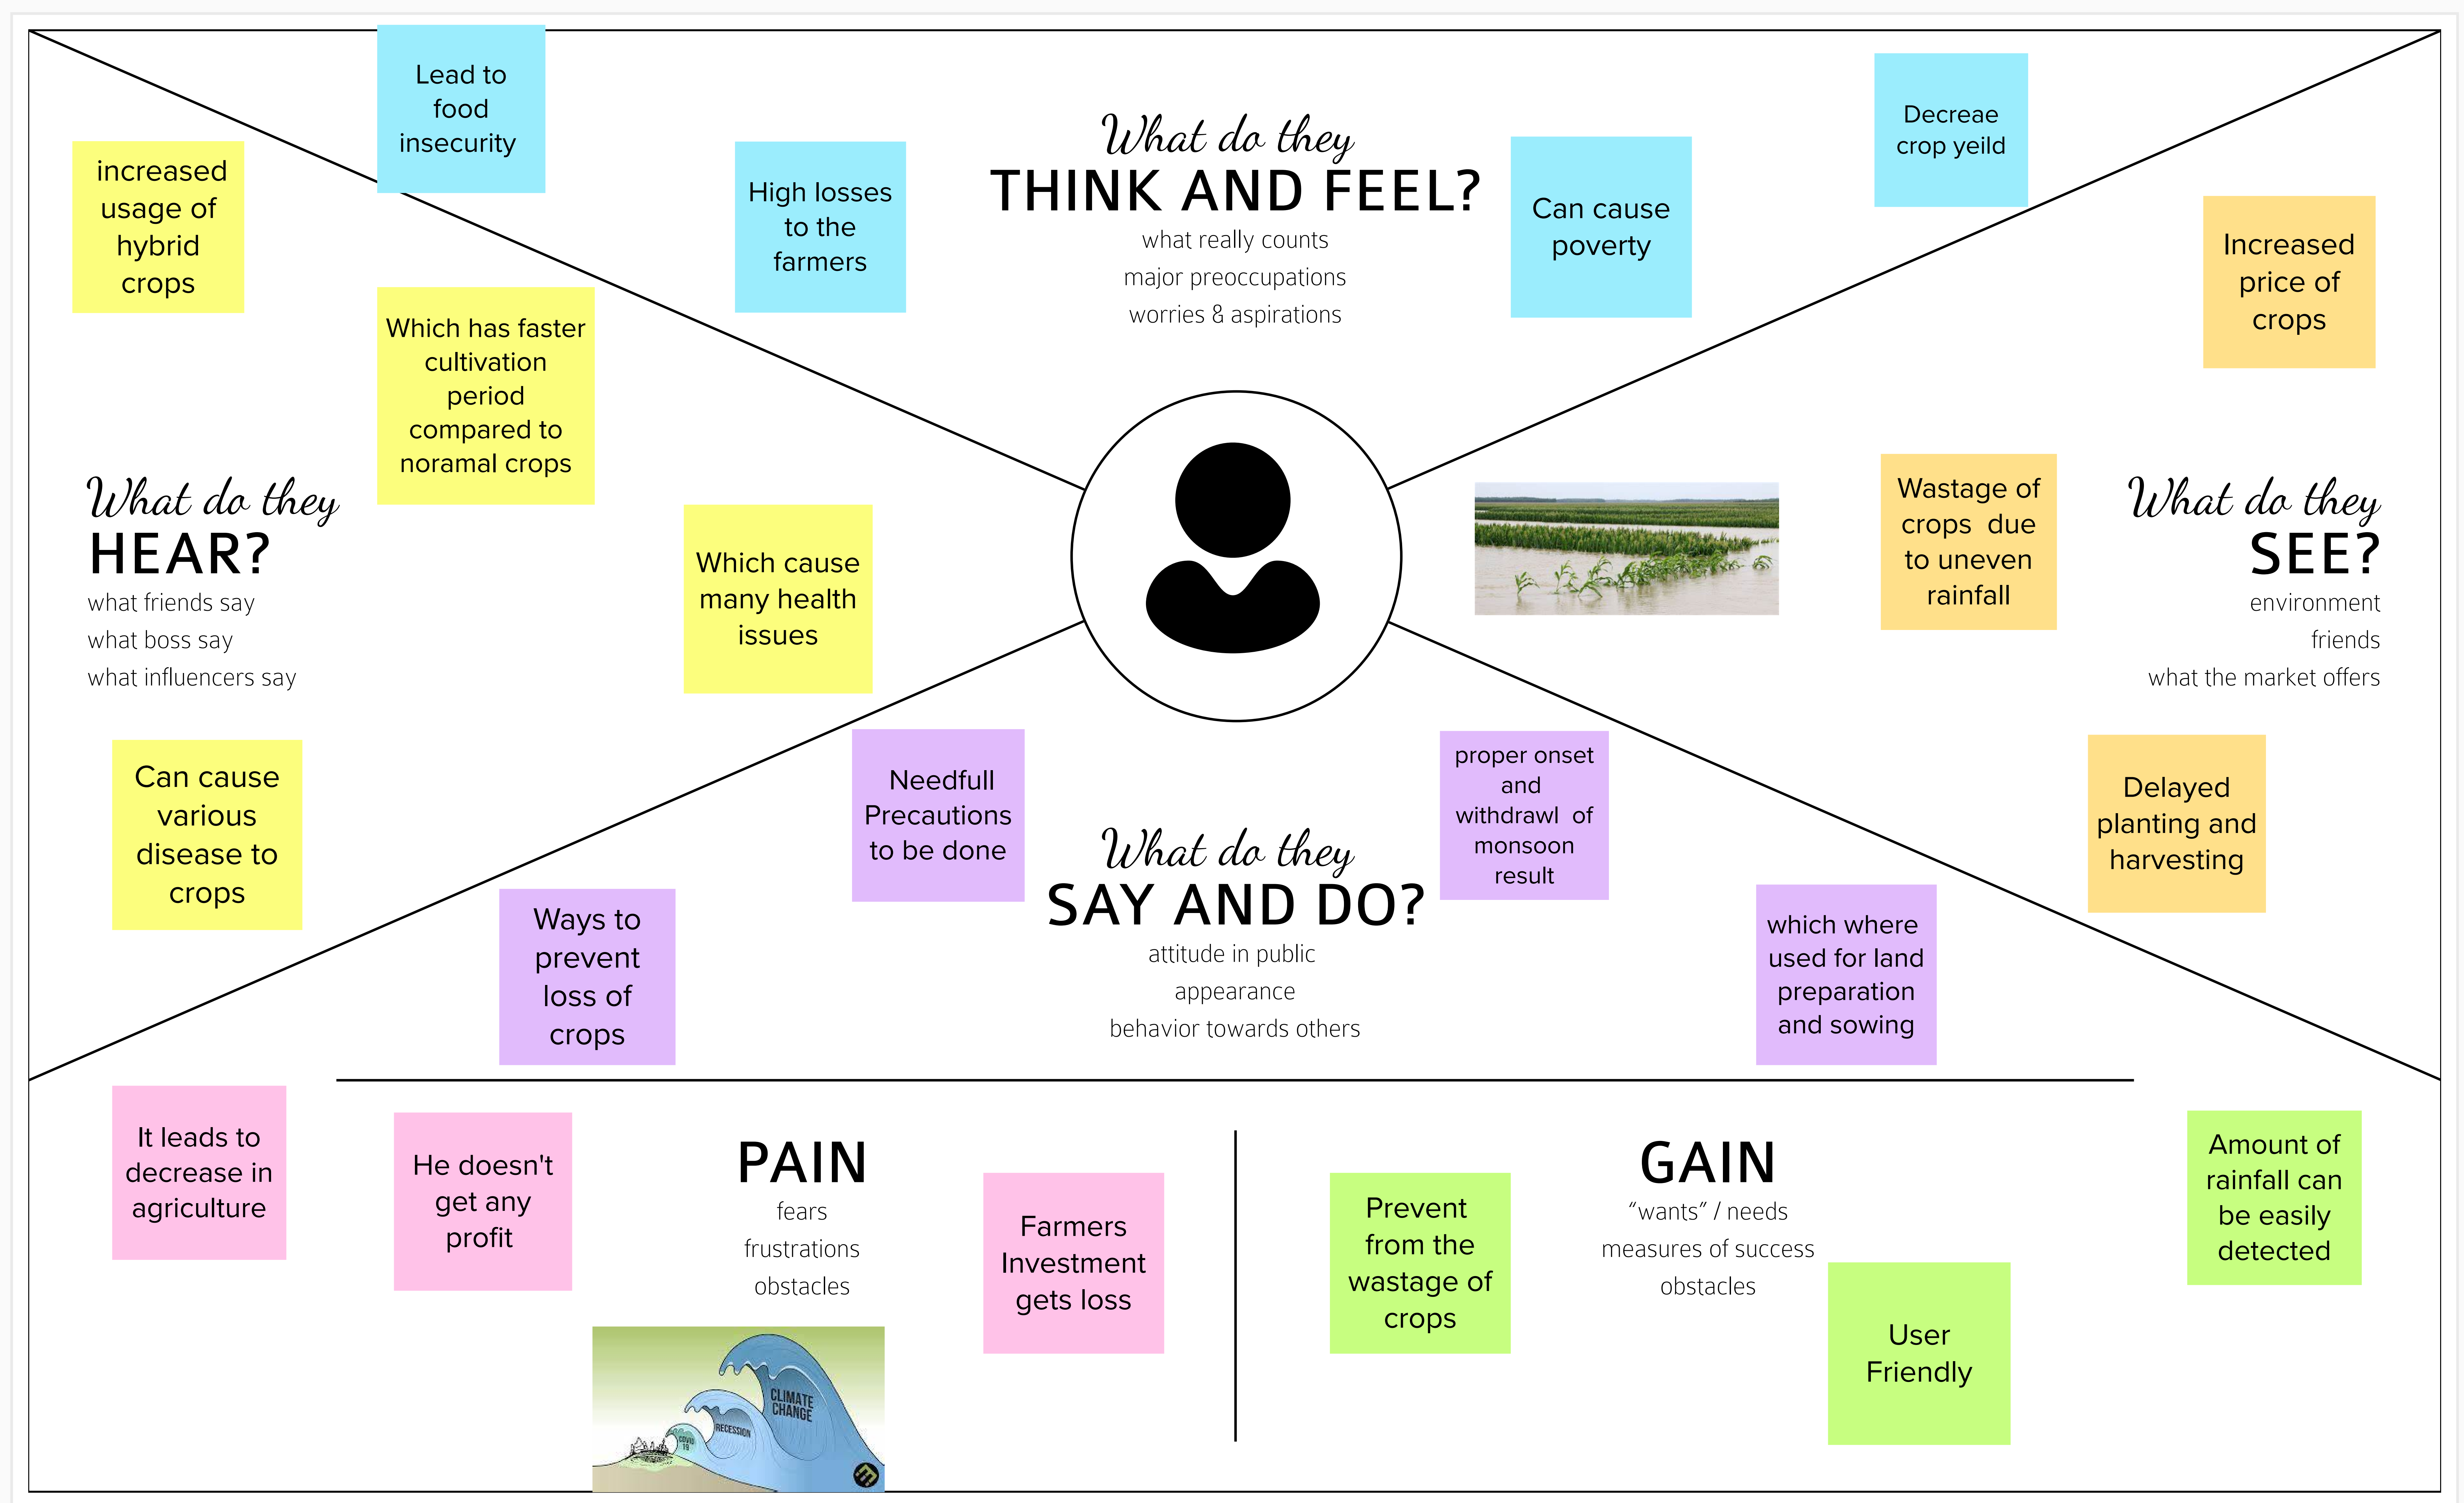 Lead to
food
insecurity
High losses
to the
farmers
What do they
THINK AND FEEL?
what really counts
major preoccupations
worries & aspirations
Can cause
poverty
Decreae
crop yeild
increased
usage of
hybrid
crops
Which has faster
cultivation
period
compared to
noramal crops
What do they
HEAR?
what friends say
what boss say
what influencers say
Which cause
many health
issues
Can cause
various
disease to
crops
Increased
price of
crops
Wastage of
crops due
to uneven
rainfall
What do they
SEE?
environment
friends
what the market offers
Delayed
planting and
harvesting
Needfull
Precautions
to be done
Ways to
prevent
loss of
crops
What do they
SAY AND DO?
attitude in public
appearance
behavior towards others
proper onset
and
withdrawl of
monsoon
result
which where
used for land
preparation
and sowing
It leads to
decrease in
agriculture
He doesn't
get any
profit
PAIN
fears
frustrations
obstacles
Farmers
Investment
gets loss
COVID
19
RECESSION
CLIMATE
CHANGE
Prevent
from the
wastage of
crops
GAIN
“wants” / needs
measures of success
obstacles
User
Friendly
Amount of
rainfall can
be easily
detected